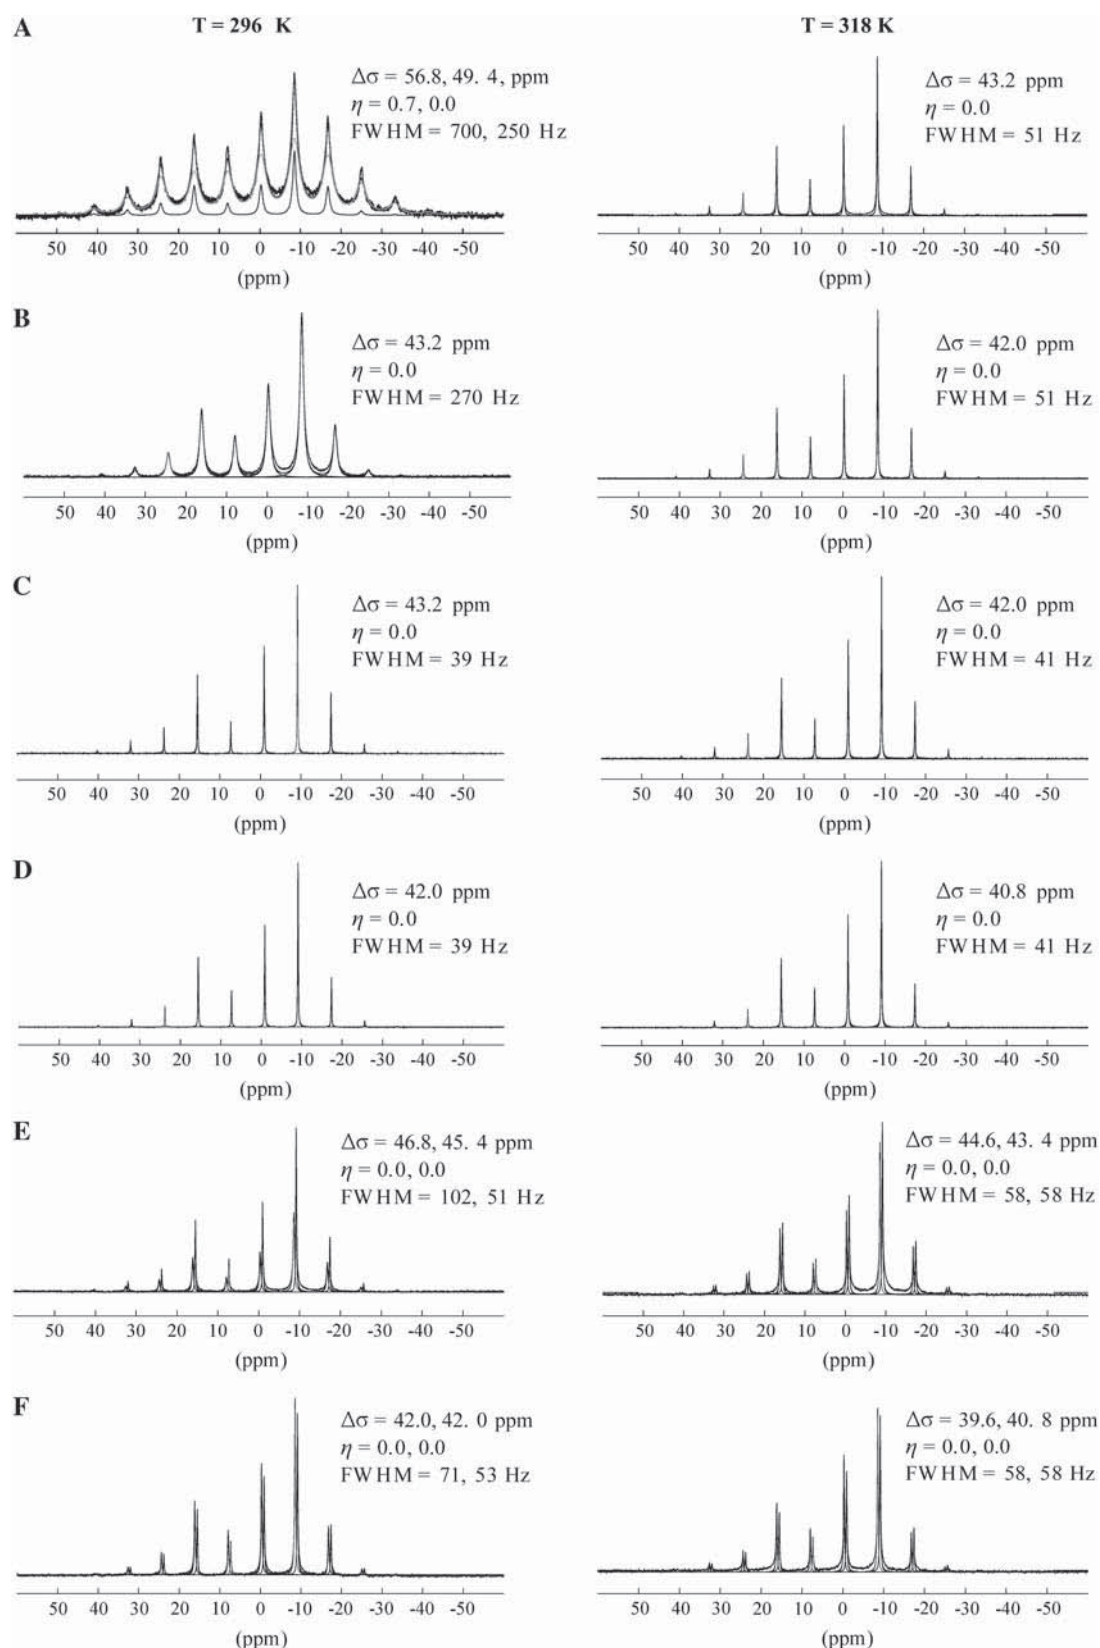 T = 296 K
T = 318 K
A
Δσ = 56.8, 49. 4, ppm
η = 0.7, 0.0
FWHM = 700, 250 Hz
50 40 30 20 10 0 -10 -20 -30 -40 -50
(ppm)
Δσ = 43.2 ppm
η = 0.0
FWHM = 51 Hz
50 40 30 20 10 0 -10 -20 -30 -40 -50
(ppm)
B
Δσ = 43.2 ppm
η = 0.0
FWHM = 270 Hz
50 40 30 20 10 0 -10 -20 -30 -40 -50
(ppm)
Δσ = 42.0 ppm
η = 0.0
FWHM = 51 Hz
50 40 30 20 10 0 -10 -20 -30 -40 -50
(ppm)
C
Δσ = 43.2 ppm
η = 0.0
FWHM = 39 Hz
50 40 30 20 10 0 -10 -20 -30 -40 -50
(ppm)
Δσ = 42.0 ppm
η = 0.0
FWHM = 41 Hz
50 40 30 20 10 0 -10 -20 -30 -40 -50
(ppm)
D
Δσ = 42.0 ppm
η = 0.0
FWHM = 39 Hz
50 40 30 20 10 0 -10 -20 -30 -40 -50
(ppm)
Δσ = 40.8 ppm
η = 0.0
FWHM = 41 Hz
50 40 30 20 10 0 -10 -20 -30 -40 -50
(ppm)
E
Δσ = 46.8, 45. 4 ppm
η = 0.0, 0.0
FWHM = 102, 51 Hz
50 40 30 20 10 0 -10 -20 -30 -40 -50
(ppm)
Δσ = 44.6, 43. 4 ppm
η = 0.0, 0.0
FWHM = 58, 58 Hz
50 40 30 20 10 0 -10 -20 -30 -40 -50
(ppm)
F
Δσ = 42.0, 42. 0 ppm
η = 0.0, 0.0
FWHM = 71, 53 Hz
50 40 30 20 10 0 -10 -20 -30 -40 -50
(ppm)
Δσ = 39.6, 40. 8 ppm
η = 0.0, 0.0
FWHM = 58, 58 Hz
50 40 30 20 10 0 -10 -20 -30 -40 -50
(ppm)